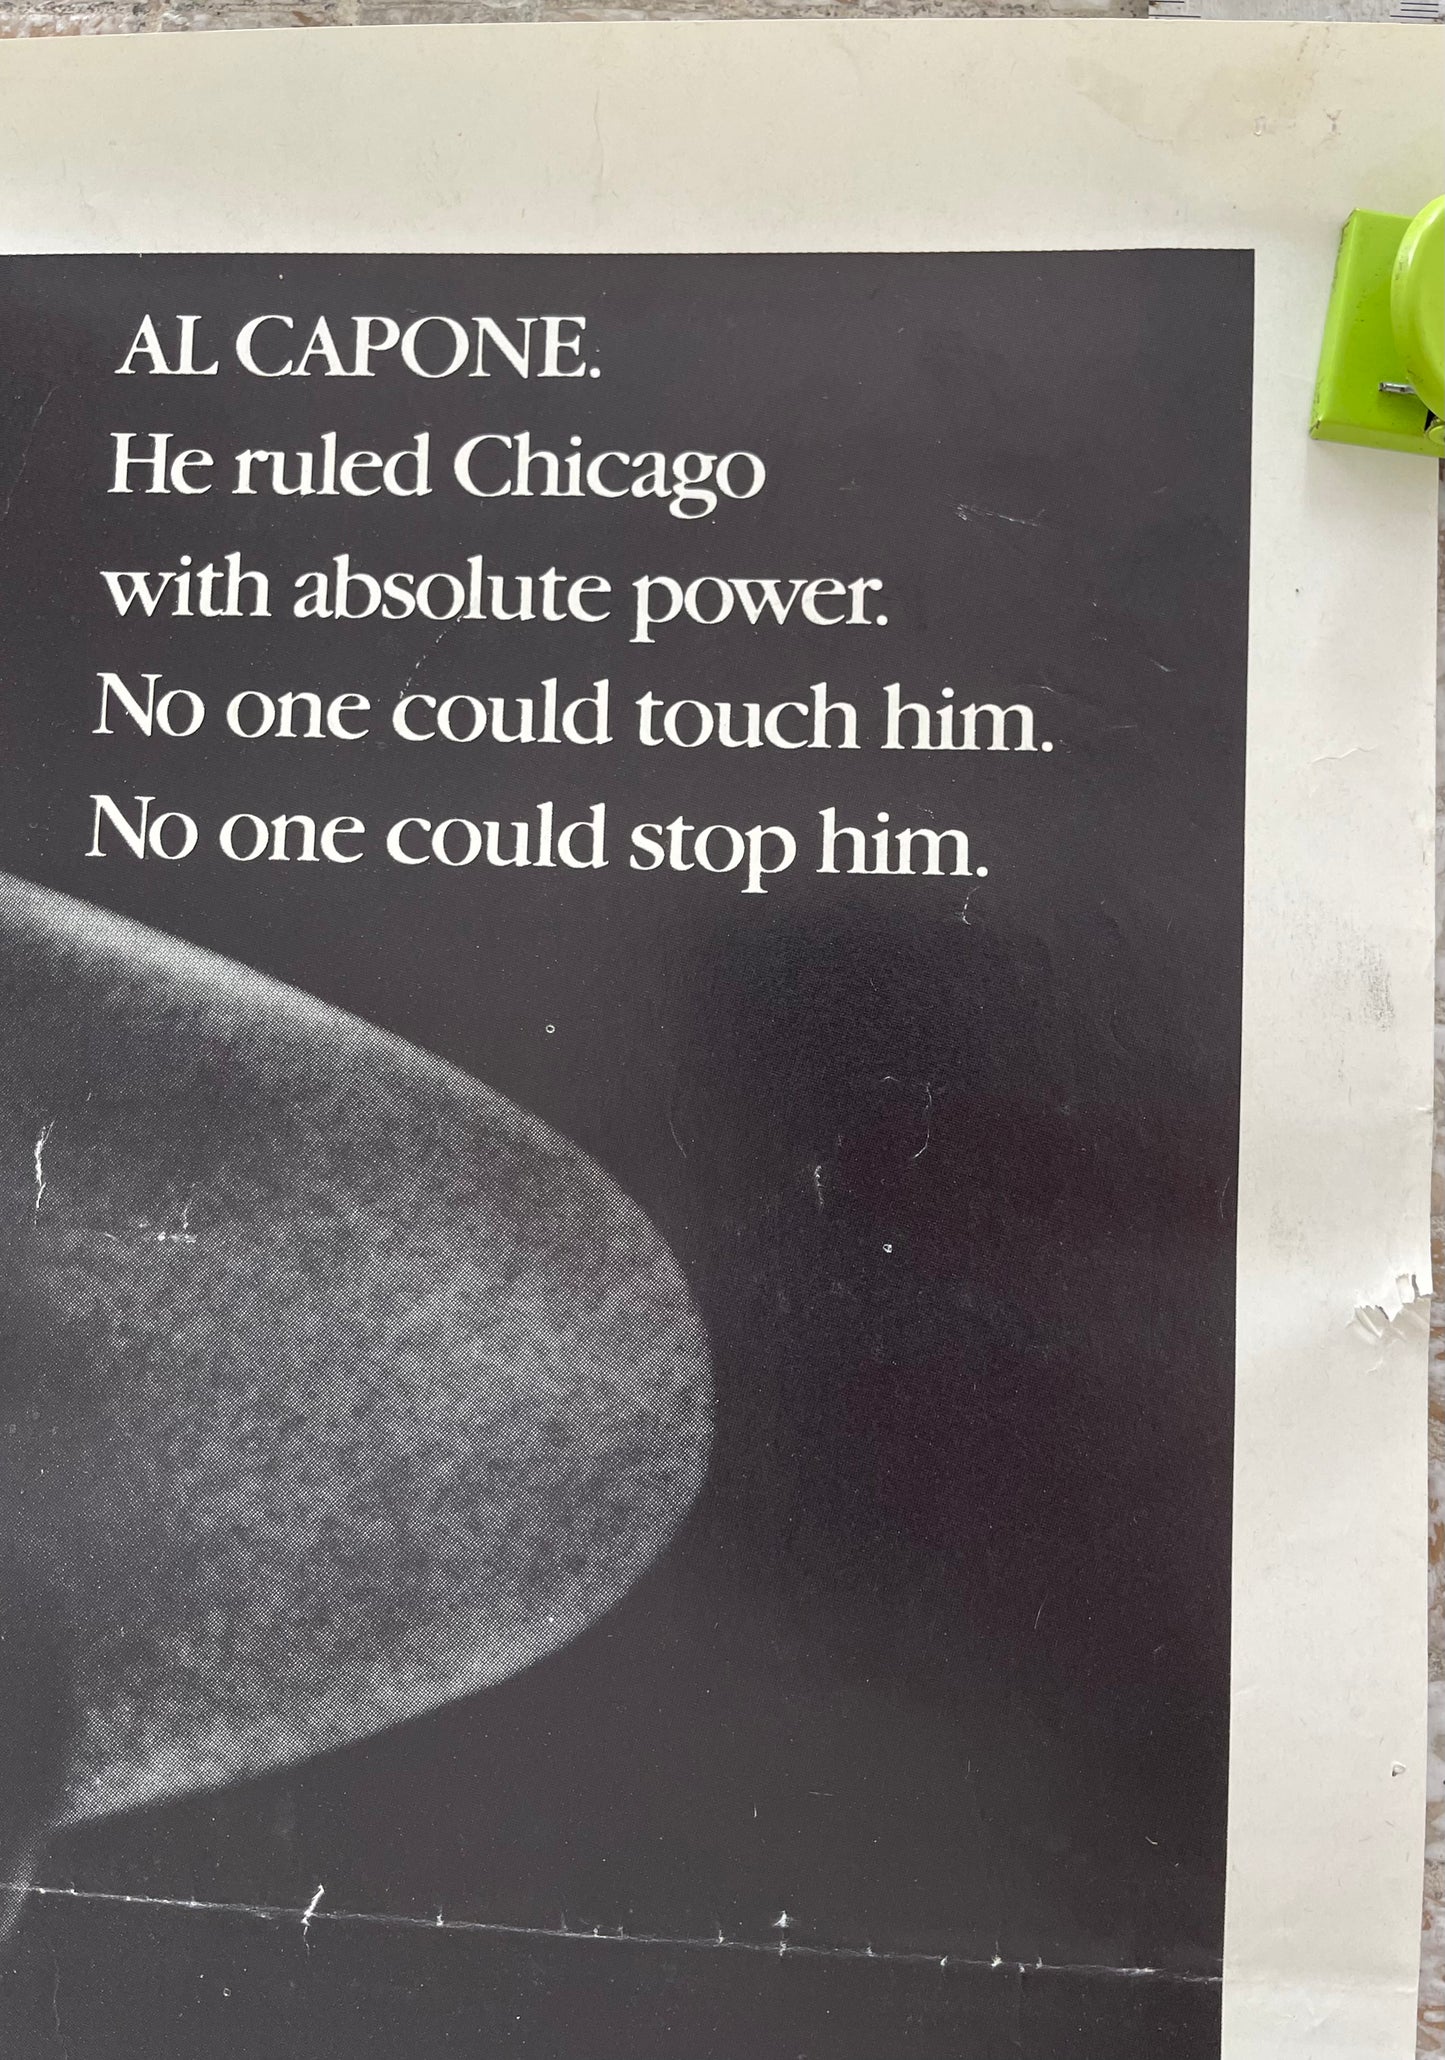 AL CAPONE.
He ruled Chicago
with absolute power.
No one could touch him.
No one could stop him.